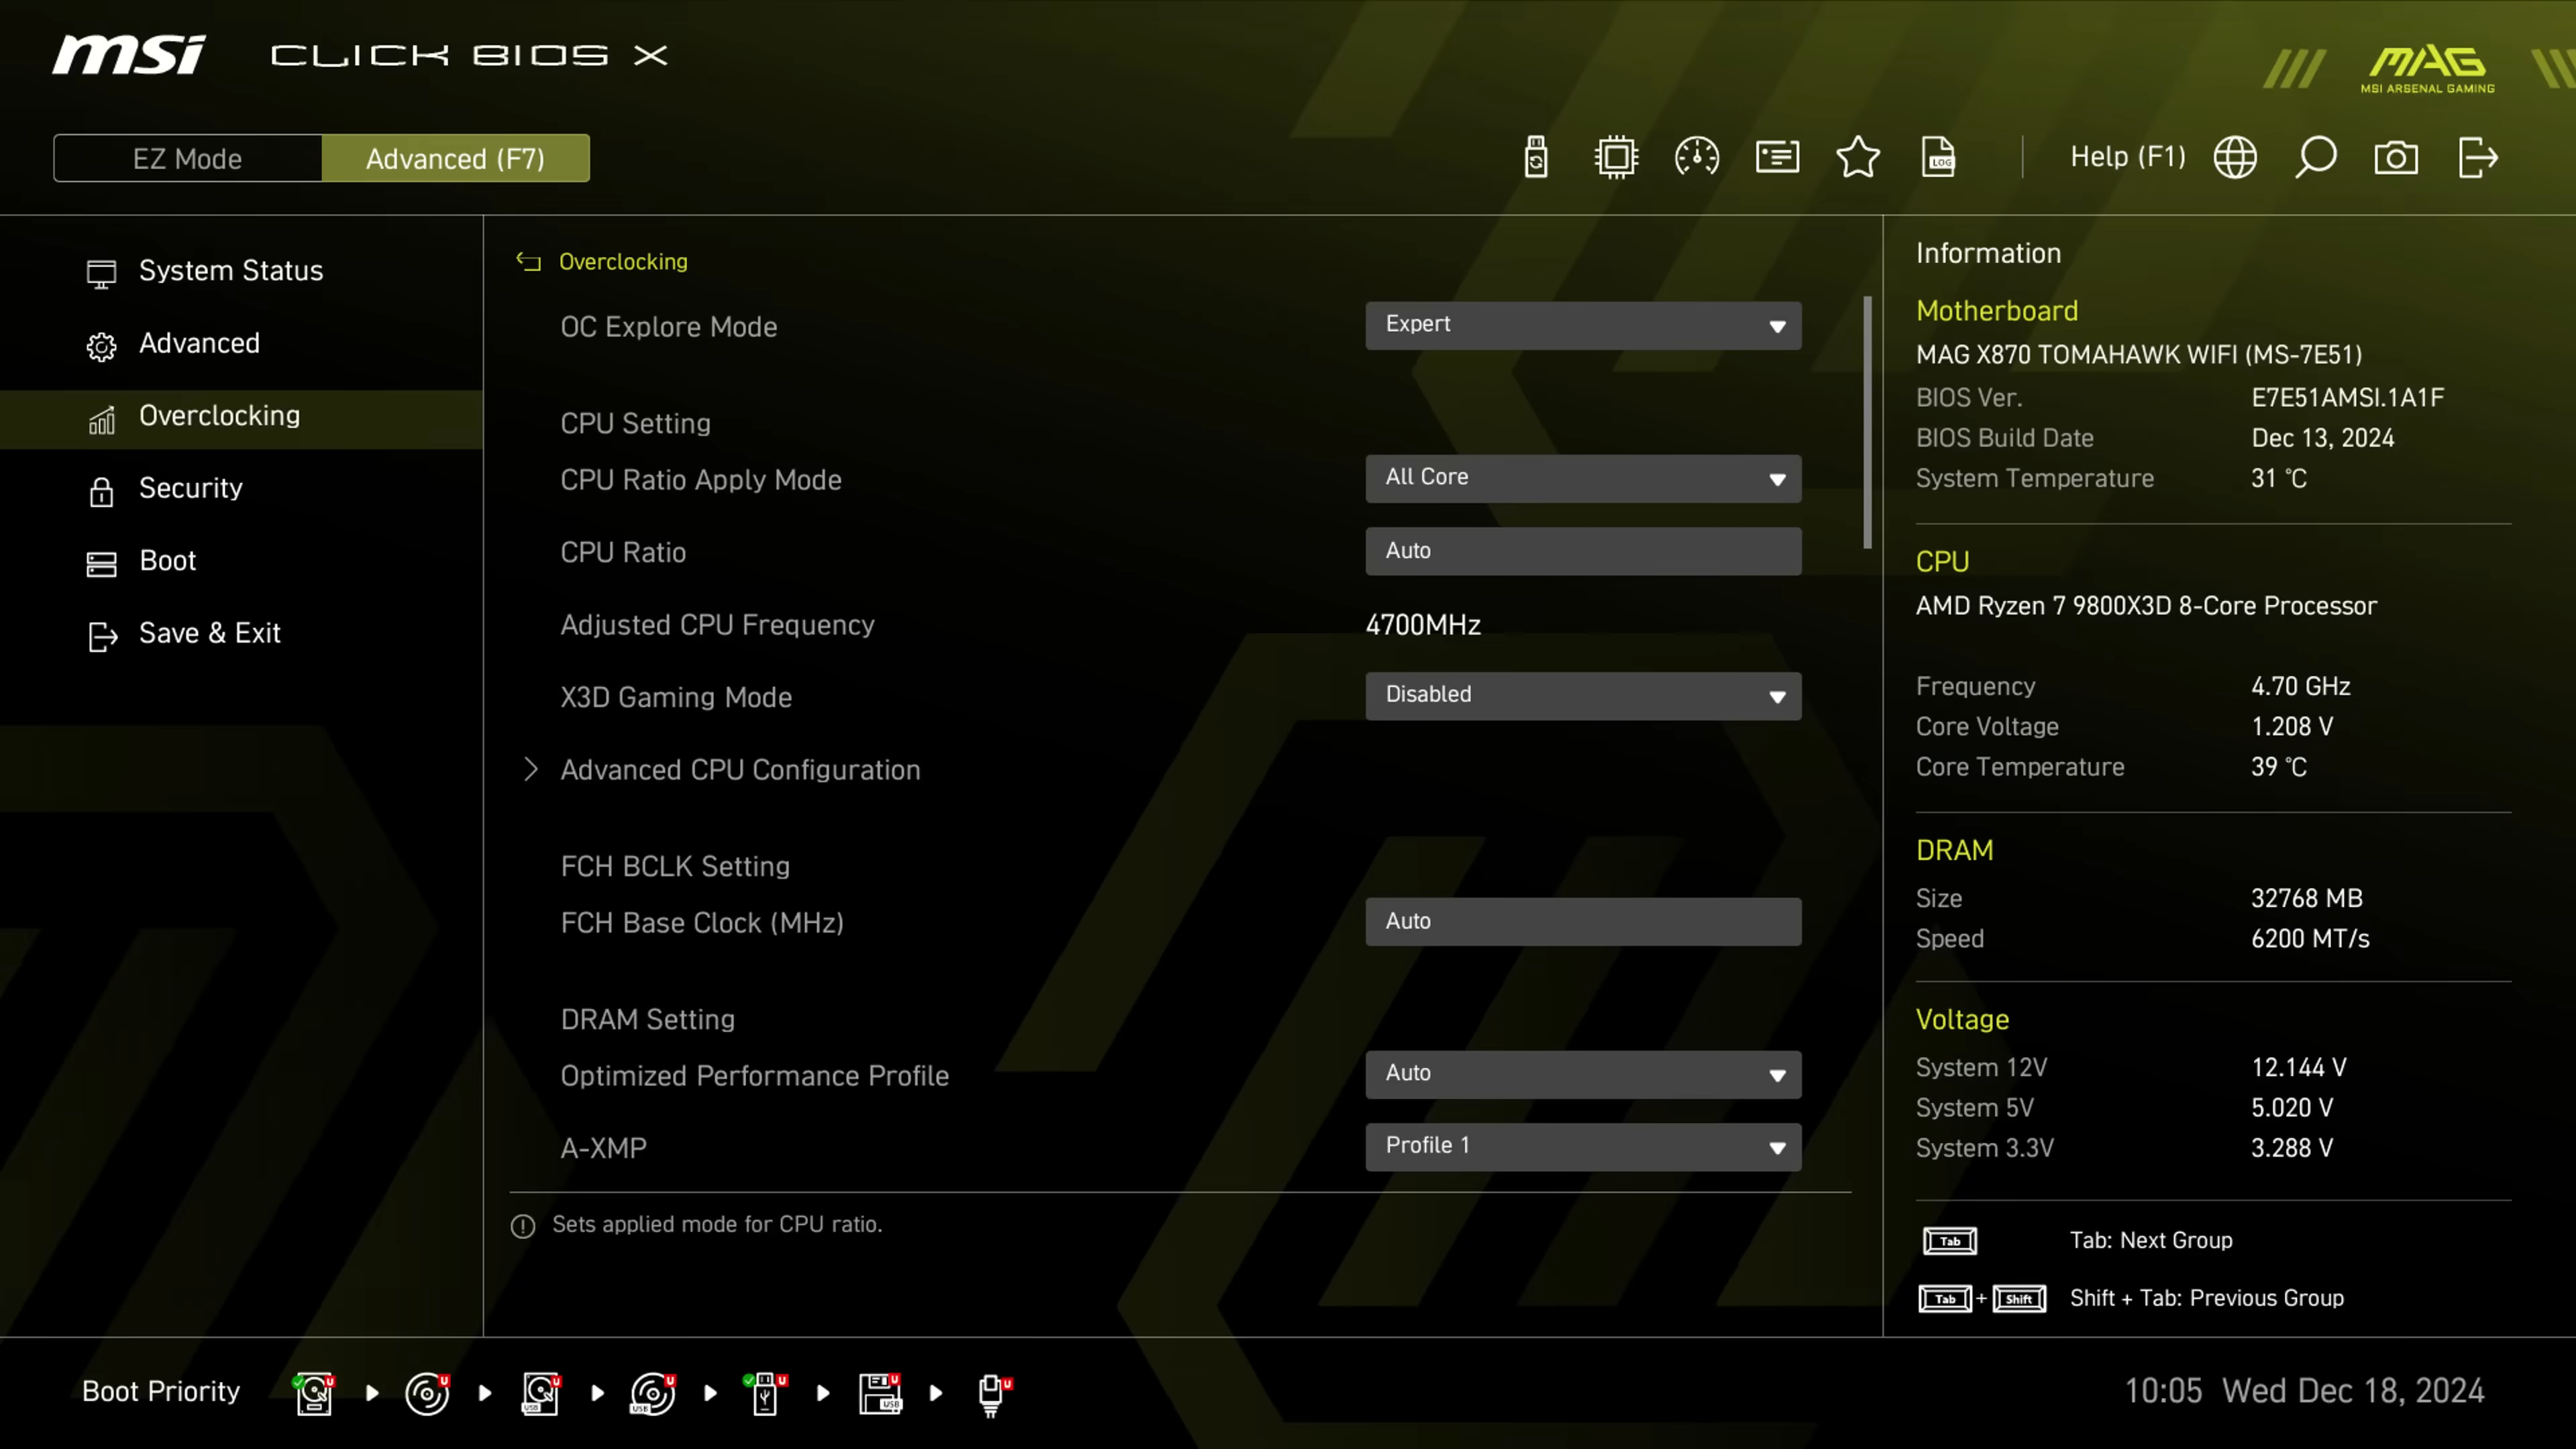 msi CLICK BIOS X
MAG
MSI ARSENAL GAMING
EZ Mode
Advanced (F7)
LOG
Help (F1)
System Status
Advanced
Overclocking
Security
Boot
Save & Exit
Overclocking
OC Explore Mode Expert
CPU Setting
CPU Ratio Apply Mode All Core
CPU Ratio Auto
Adjusted CPU Frequency 4700MHz
X3D Gaming Mode Disabled
Advanced CPU Configuration
FCH BCLK Setting
FCH Base Clock (MHz) Auto
DRAM Setting
Optimized Performance Profile Auto
A-XMP Profile 1
Sets applied mode for CPU ratio.
Information
Motherboard
MAG X870 TOMAHAWK WIFI (MS-7E51)
BIOS Ver. E7E51AMSI.1A1F
BIOS Build Date Dec 13, 2024
System Temperature 31 °C
CPU
AMD Ryzen 7 9800X3D 8-Core Processor
Frequency 4.70 GHz
Core Voltage 1.208 V
Core Temperature 39 °C
DRAM
Size 32768 MB
Speed 6200 MT/s
Voltage
System 12V 12.144 V
System 5V 5.020 V
System 3.3V 3.288 V
Tab Tab: Next Group
Tab + Shift Shift + Tab: Previous Group
Boot Priority U U U USB U USB U U USB U
10:05 Wed Dec 18, 2024